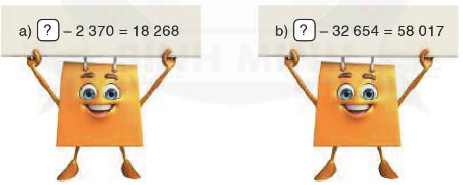 a) ? – 2 370 = 18 268
b) ? – 32 654 = 58 017